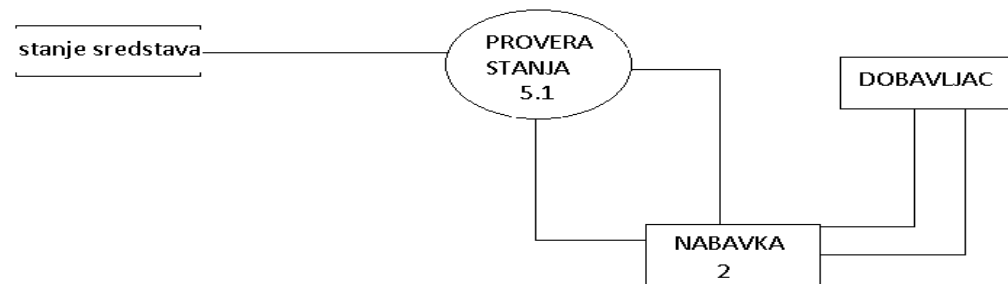 stanje sredstava
PROVERA
STANJA
5.1
DOBAVLJAC
NABAVKA
2